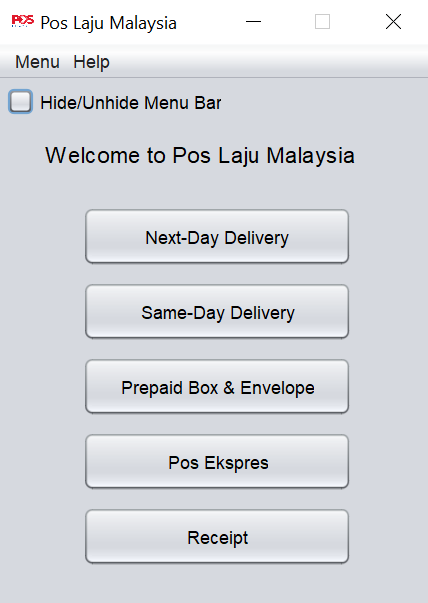 POS Pos Laju Malaysia
Menu Help
Hide/Unhide Menu Bar
Welcome to Pos Laju Malaysia
Next-Day Delivery
Same-Day Delivery
Prepaid Box & Envelope
Pos Ekspres
Receipt